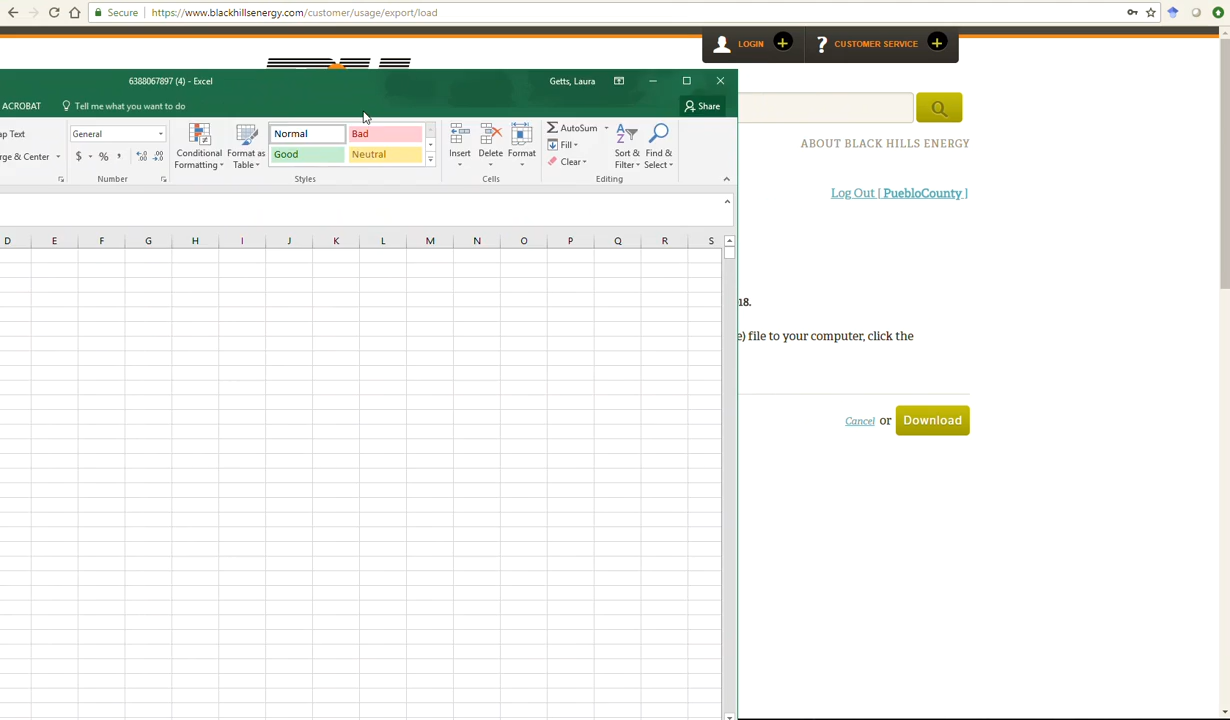 Secure https://www.blackhillsenergy.com/customer/usage/export/load
LOGIN
CUSTOMER SERVICE
6388067897 (4) - Excel
Getts, Laura
ACROBAT Tell me what you want to do
Share
ap Text
General
rge & Center
$ % ,
Number
Conditional Formatting
Format as Table
Normal
Bad
Good
Neutral
Styles
Insert
Delete
Format
Cells
AutoSum
Fill
Clear
Sort & Filter
Find & Select
Editing
D E F G H I J K L M N O P Q R S
ABOUT BLACK HILLS ENERGY
Log Out [ PuebloCounty ]
18.
e) file to your computer, click the
Cancel or Download